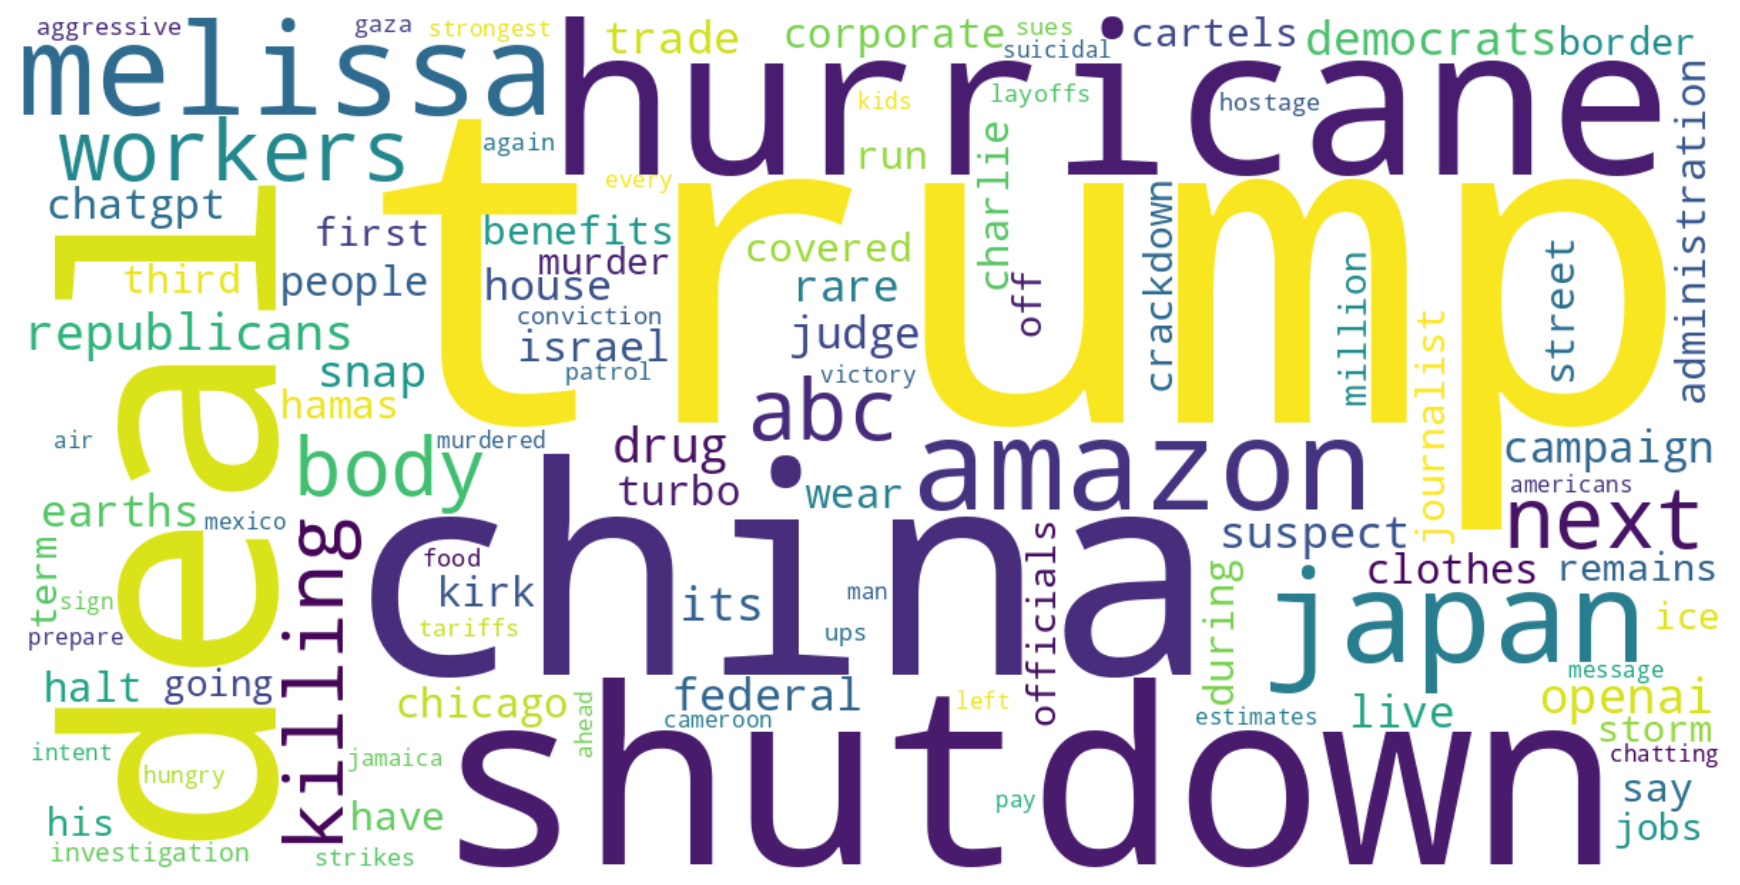 aggressive
gaza
strongest
melissa
hurricane
trade
corporate
sues
suicidal
cartels
democrats
border
workers
again
kids
layoffs
hostage
administration
trump
run
charlie
every
chatgpt
first
benefits
murder
covered
crackdown
third
people
house
rare
off
million
street
deal
republicans
conviction
israel
judge
journalist
snap
patrol
victory
hamas
abc
air
murdered
body
drug
turbo
wear
amazon
campaign
americans
next
earths
mexico
killing
china
suspect
officials
term
sign
prepare
food
kirk
tariffs
its
man
ups
during
clothes
remains
japan
ice
message
halt
going
chicago
ahead
federal
cameroon
left
estimates
live
openai
storm
chatting
shutdown
intent
hungry
jamaica
pay
say
his
have
jobs
investigation
strikes